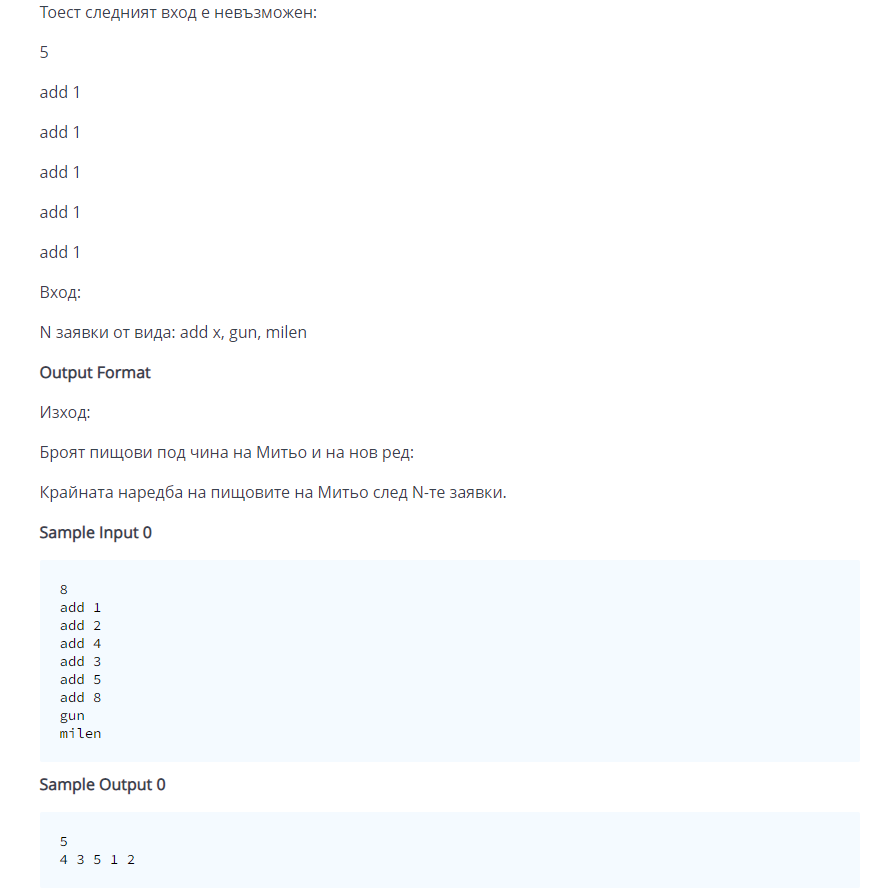 Тоест следният вход е невъзможен:
5
add 1
add 1
add 1
add 1
add 1
Вход:
N заявки от вида: add x, gun, milen
Output Format
Изход:
Броят пищови под чина на Митьо и на нов ред:
Крайната наредба на пищовите на Митьо след N-те заявки.
Sample Input 0
8
add 1
add 2
add 4
add 3
add 5
add 8
gun
milen
Sample Output 0
5
4 3 5 1 2